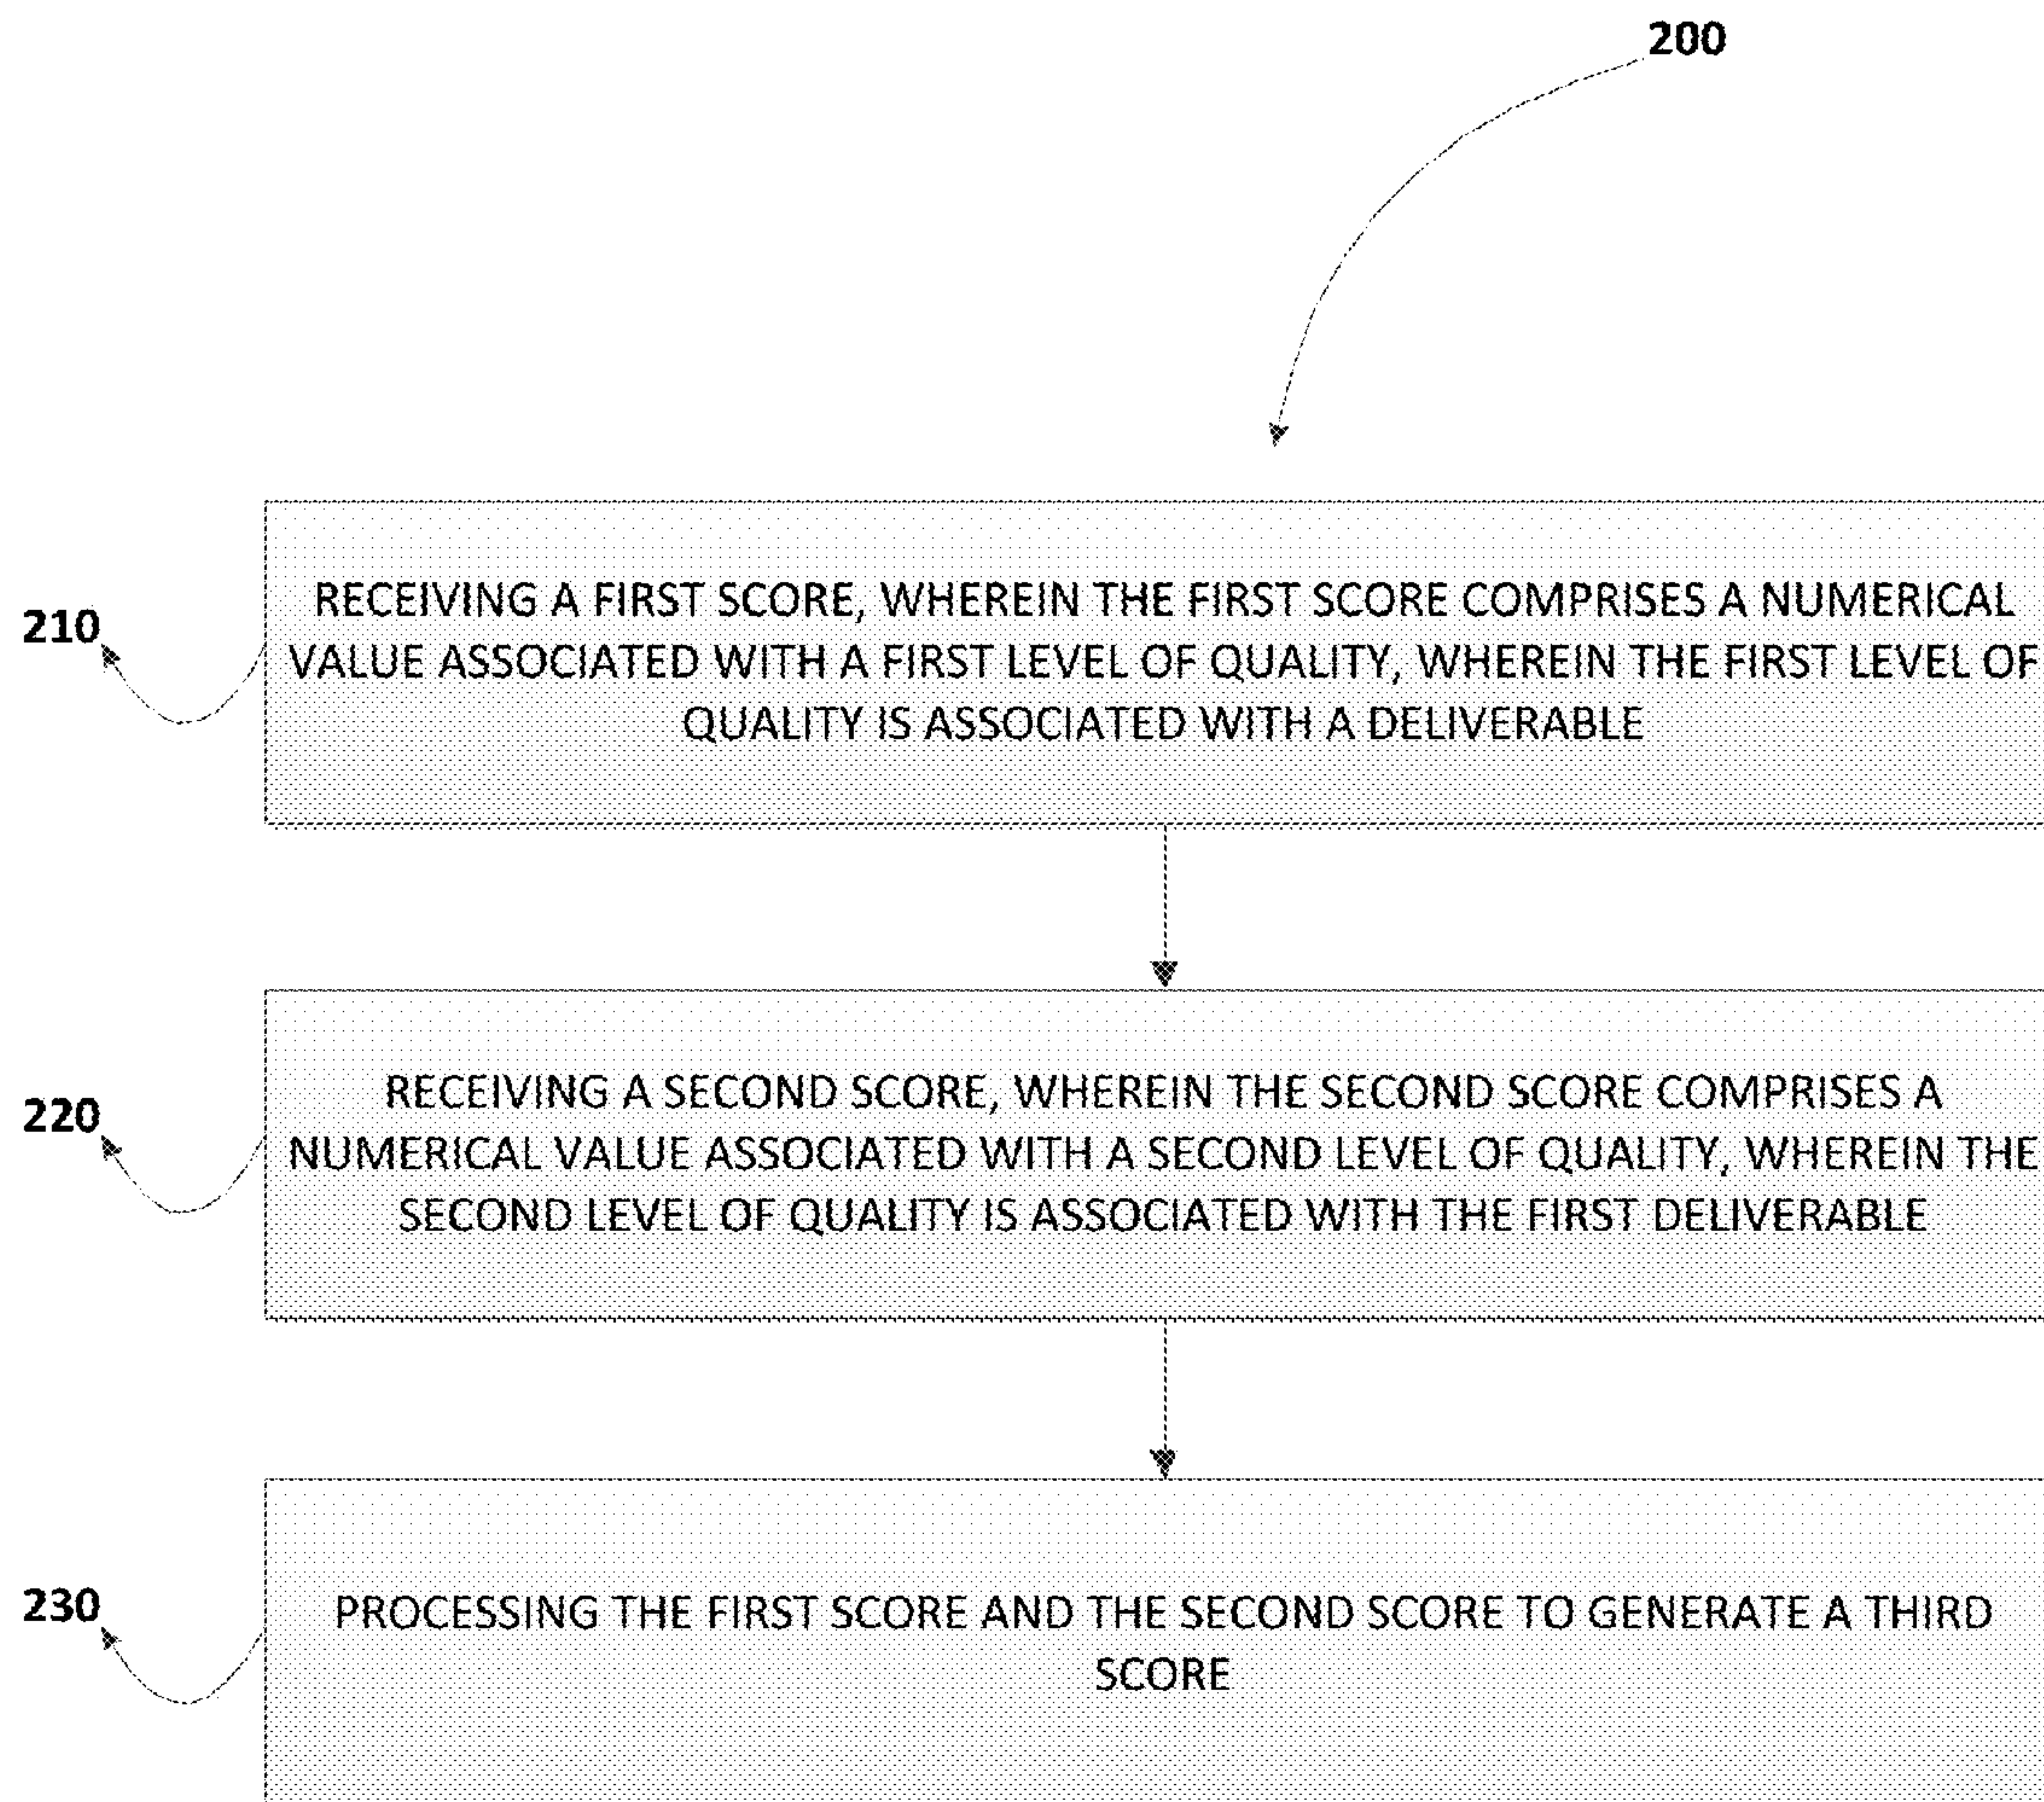 200
210
RECEIVING A FIRST SCORE, WHEREIN THE FIRST SCORE COMPRISES A NUMERICAL
VALUE ASSOCIATED WITH A FIRST LEVEL OF QUALITY, WHEREIN THE FIRST LEVEL OF
QUALITY IS ASSOCIATED WITH A DELIVERABLE
220
RECEIVING A SECOND SCORE, WHEREIN THE SECOND SCORE COMPRISES A
NUMERICAL VALUE ASSOCIATED WITH A SECOND LEVEL OF QUALITY, WHEREIN THE
SECOND LEVEL OF QUALITY IS ASSOCIATED WITH THE FIRST DELIVERABLE
230
PROCESSING THE FIRST SCORE AND THE SECOND SCORE TO GENERATE A THIRD
SCORE